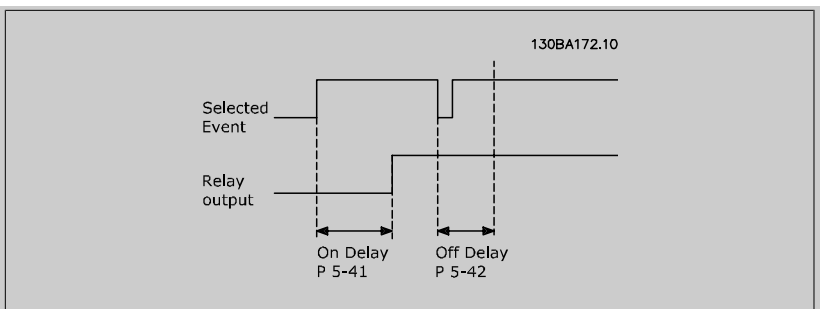 130BA172.10
Selected
Event
Relay
output
On Delay
P 5-41
Off Delay
P 5-42